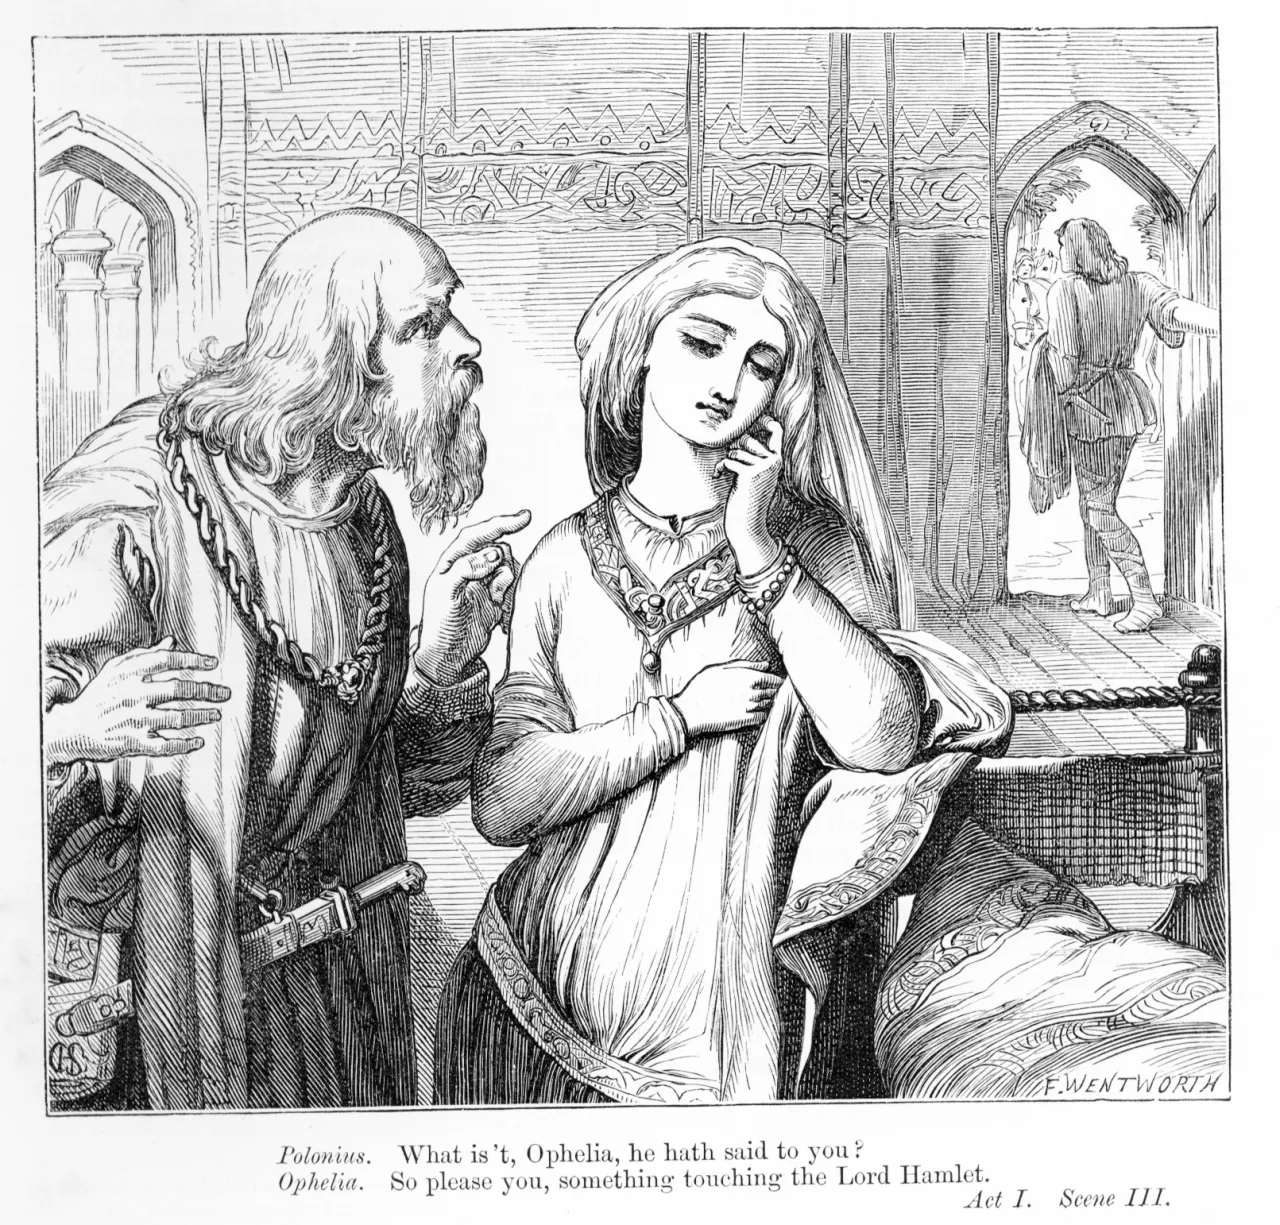 F. WENTWORTH
Polonius. What is 't, Ophelia, he hath said to you?
Ophelia. So please you, something touching the Lord Hamlet.
Act I. Scene III.